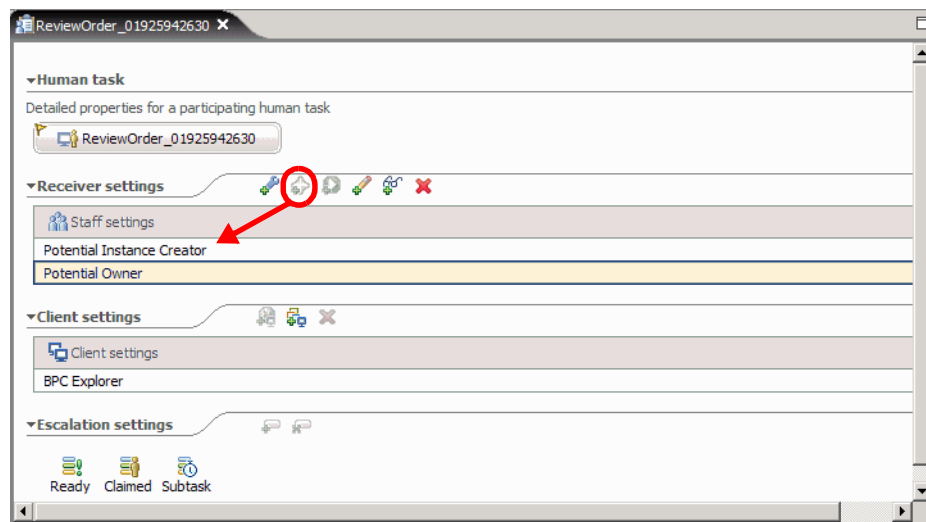 ReviewOrder_01925942630
Human task
Detailed properties for a participating human task
ReviewOrder_01925942630
Receiver settings
Staff settings
Potential Instance Creator
Potential Owner
Client settings
Client settings
BPC Explorer
Escalation settings
Ready Claimed Subtask